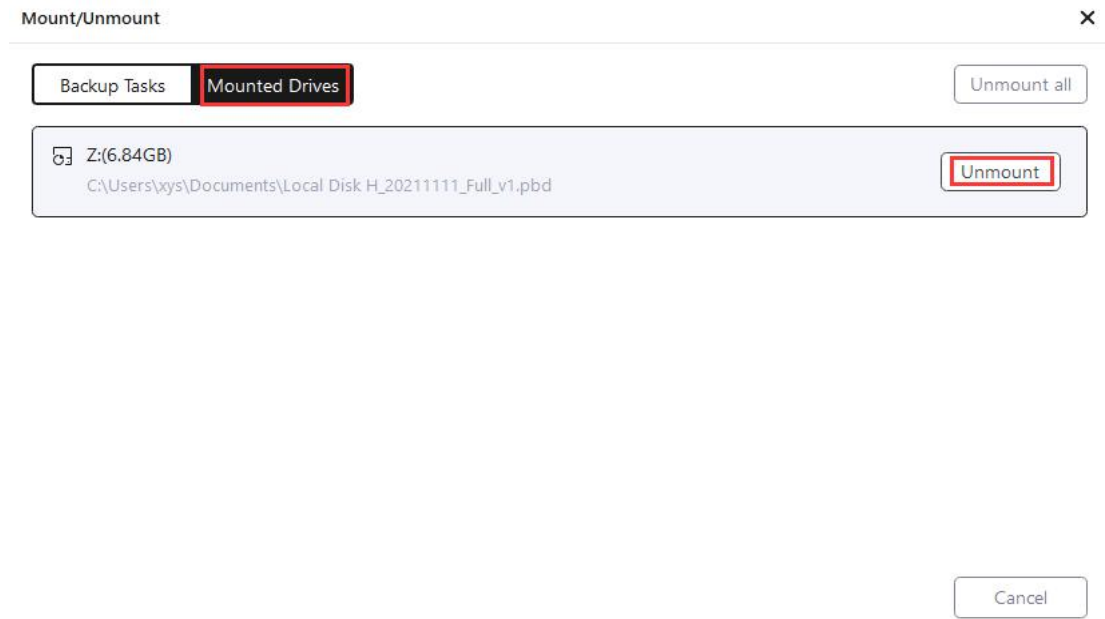 Mount/Unmount
Backup Tasks Mounted Drives Unmount all
Z:(6.84GB)
C:\Users\xys\Documents\Local Disk H_20211111_Full_v1.pbd
Unmount
Cancel